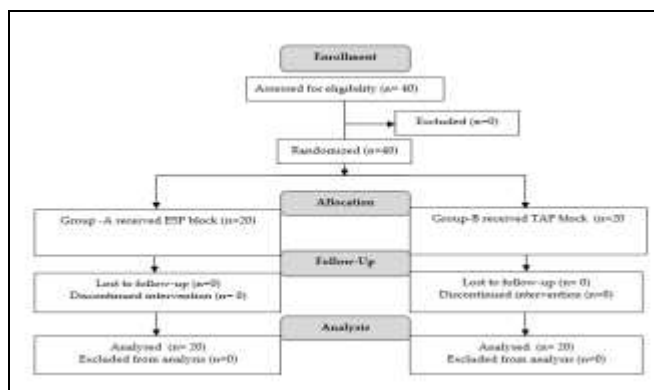 Enrollment
Assessed for eligibility (n= 40)
Excluded (n=0)
Randomized (n=40)
Allocation
Group -A received ESP block (n=20)
Group-B received TAP block (n=20
Follow-Up
Lost to follow-up (n=0)
Discontinued intervention (n= 0)
Lost to follow-up (n= 0)
Discontinued intervention (n=0)
Analysis
Analysed (n= 20)
Excluded from analysis (n=0)
Analysed (n= 20)
Excluded from analysis (n=0)